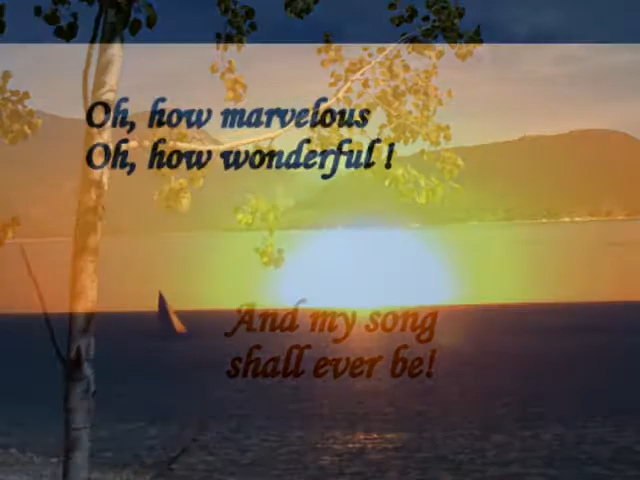 Oh, how marvelous
Oh, how wonderful !
And my song
shall ever be!